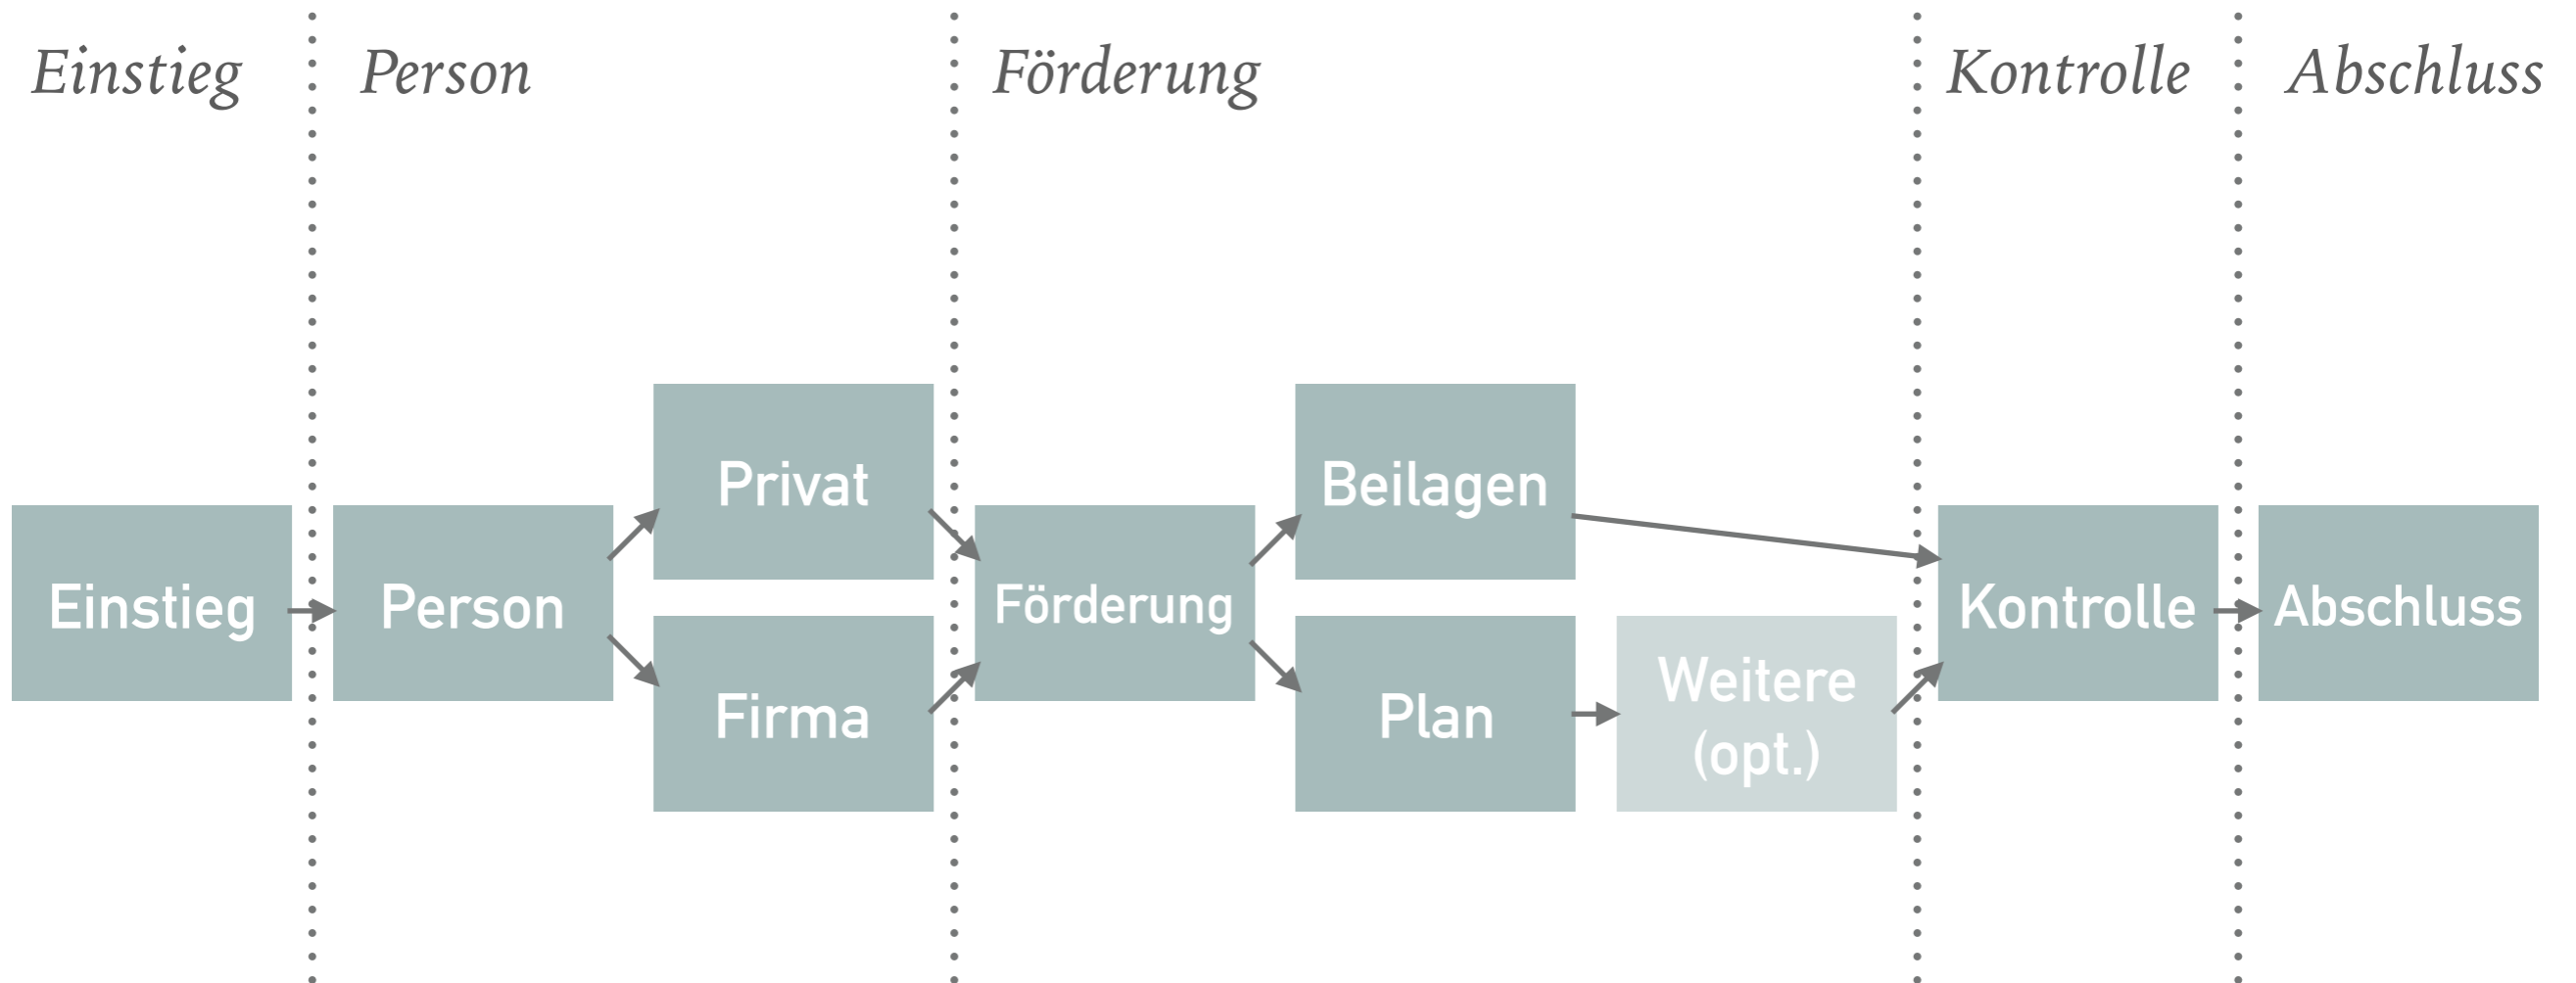 Einstieg
Person
Förderung
Kontrolle
Abschluss
Einstieg
Person
Privat
Firma
Förderung
Beilagen
Plan
Weitere
(opt.)
Kontrolle
Abschluss